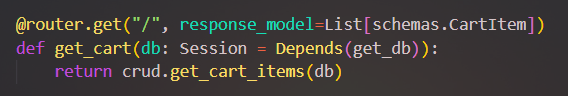 @router.get("/", response_model=List[schemas.CartItem])
def get_cart(db: Session = Depends(get_db)):
    return crud.get_cart_items(db)